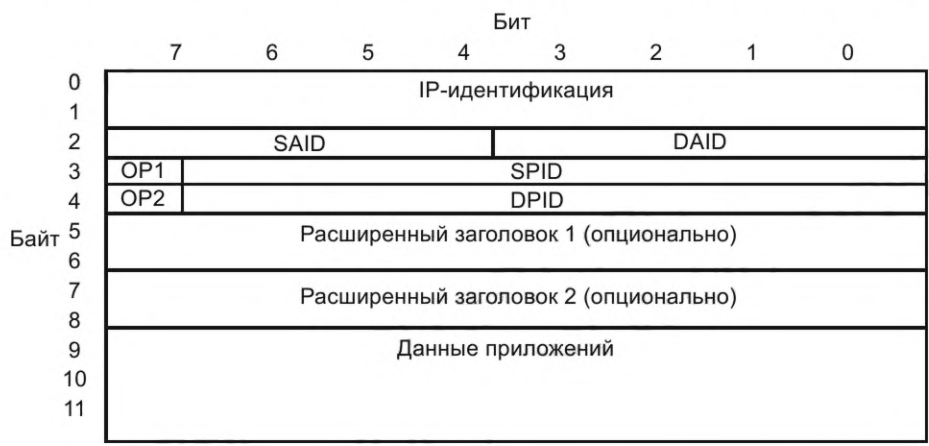 Бит
7 6 5 4 3 2 1 0
0
IP-идентификация
1
2 SAID DAID
3 OP1 SPID
4 OP2 DPID
Байт 5 Расширенный заголовок 1 (опционально)
6
7 Расширенный заголовок 2 (опционально)
8
9 Данные приложений
10
11